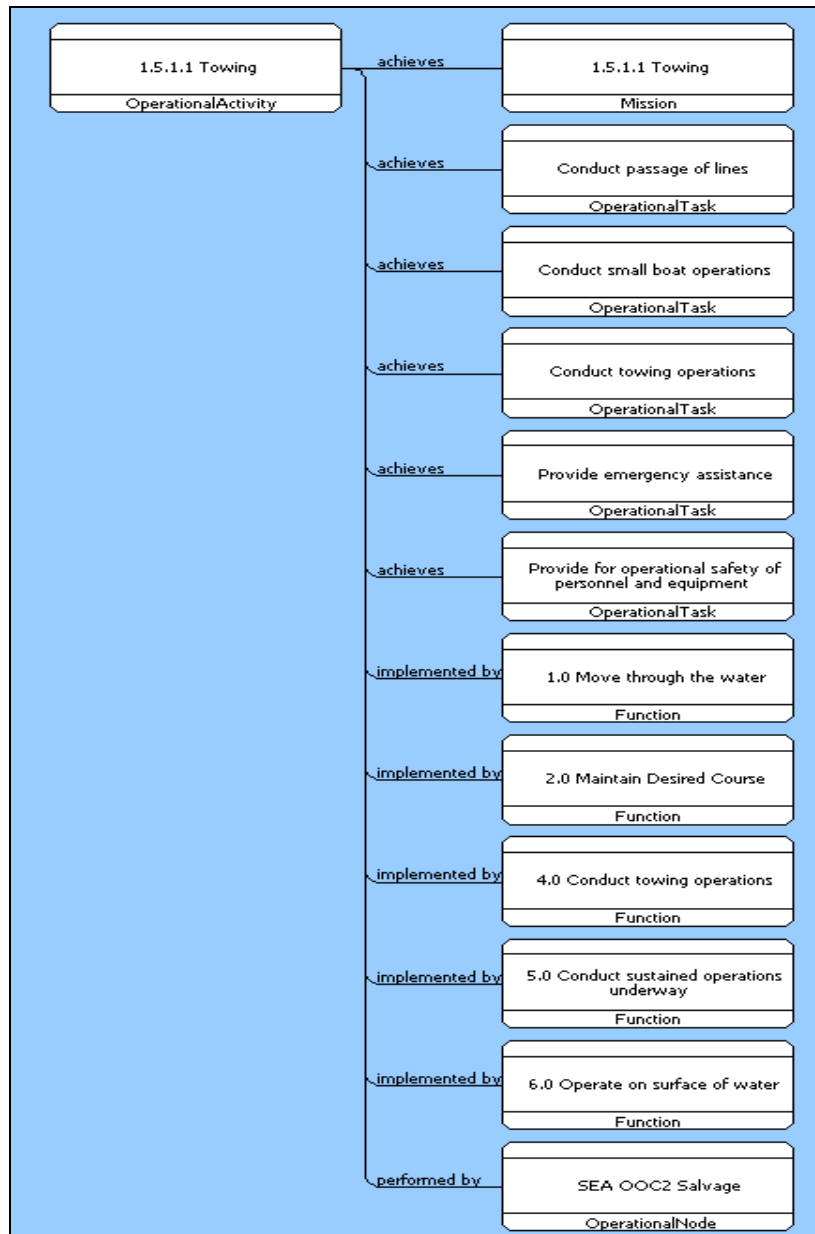 1.5.1.1 Towing
OperationalActivity
achieves
1.5.1.1 Towing
Mission
achieves
Conduct passage of lines
OperationalTask
achieves
Conduct small boat operations
OperationalTask
achieves
Conduct towing operations
OperationalTask
achieves
Provide emergency assistance
OperationalTask
achieves
Provide for operational safety of
personnel and equipment
OperationalTask
implemented by
1.0 Move through the water
Function
implemented by
2.0 Maintain Desired Course
Function
implemented by
4.0 Conduct towing operations
Function
implemented by
5.0 Conduct sustained operations
underway
Function
implemented by
6.0 Operate on surface of water
Function
performed by
SEA OOC2 Salvage
OperationalNode